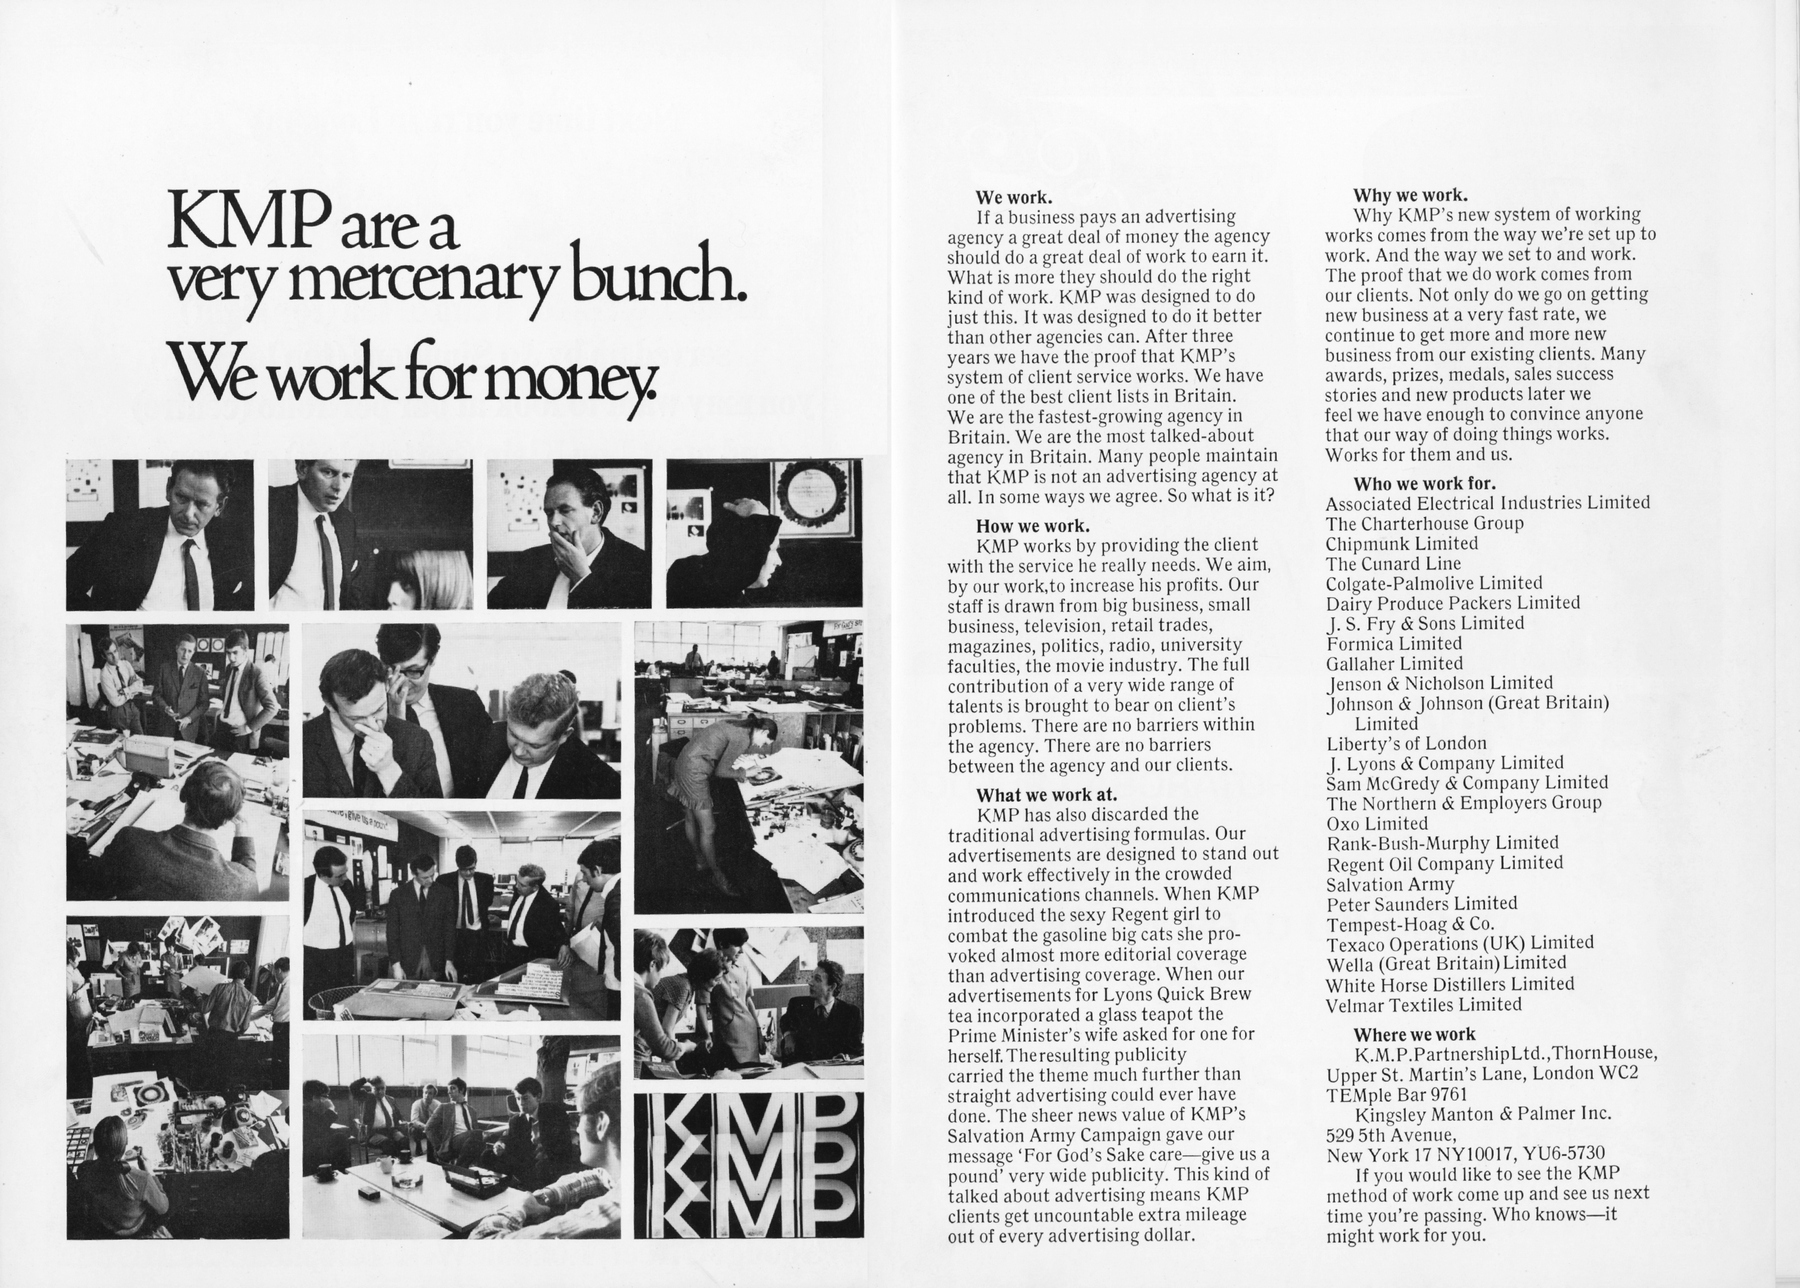 KMP are a
very mercenary bunch.
We work for money.
KMP
KMP
KMP
We work.
If a business pays an advertising
agency a great deal of money the agency
should do a great deal of work to earn it.
What is more they should do the right
kind of work. KMP was designed to do
just this. It was designed to do it better
than other agencies can. After three
years we have the proof that KMP's
system of client service works. We have
one of the best client lists in Britain.
We are the fastest-growing agency in
Britain. We are the most talked-about
agency in Britain. Many people maintain
that KMP is not an advertising agency at
all. In some ways we agree. So what is it?
How we work.
KMP works by providing the client
with the service he really needs. We aim,
by our work,to increase his profits. Our
staff is drawn from big business, small
business, television, retail trades,
magazines, politics, radio, university
faculties, the movie industry. The full
contribution of a very wide range of
talents is brought to bear on client's
problems. There are no barriers within
the agency. There are no barriers
between the agency and our clients.
What we work at.
KMP has also discarded the
traditional advertising formulas. Our
advertisements are designed to stand out
and work effectively in the crowded
communications channels. When KMP
introduced the sexy Regent girl to
combat the gasoline big cats she pro-
voked almost more editorial coverage
than advertising coverage. When our
advertisements for Lyons Quick Brew
tea incorporated a glass teapot the
Prime Minister's wife asked for one for
herself. The resulting publicity
carried the theme much further than
straight advertising could ever have
done. The sheer news value of KMP's
Salvation Army Campaign gave our
message ‘For God's Sake care—give us a
pound’ very wide publicity. This kind of
talked about advertising means KMP
clients get uncountable extra mileage
out of every advertising dollar.
Why we work.
Why KMP's new system of working
works comes from the way we're set up to
work. And the way we set to and work.
The proof that we do work comes from
our clients. Not only do we go on getting
new business at a very fast rate, we
continue to get more and more new
business from our existing clients. Many
awards, prizes, medals, sales success
stories and new products later we
feel we have enough to convince anyone
that our way of doing things works.
Works for them and us.
Who we work for.
Associated Electrical Industries Limited
The Charterhouse Group
Chipmunk Limited
The Cunard Line
Colgate-Palmolive Limited
Dairy Produce Packers Limited
J. S. Fry & Sons Limited
Formica Limited
Gallaher Limited
Jenson & Nicholson Limited
Johnson & Johnson (Great Britain)
Limited
Liberty's of London
J. Lyons & Company Limited
Sam McGredy & Company Limited
The Northern & Employers Group
Oxo Limited
Rank-Bush-Murphy Limited
Regent Oil Company Limited
Salvation Army
Peter Saunders Limited
Tempest-Hoag & Co.
Texaco Operations (UK) Limited
Wella (Great Britain) Limited
White Horse Distillers Limited
Velmar Textiles Limited
Where we work
K.M.P. Partnership Ltd., Thorn House,
Upper St. Martin's Lane, London WC2
TEMple Bar 9761
Kingsley Manton & Palmer Inc.
529 5th Avenue,
New York 17 NY10017, YU6-5730
If you would like to see the KMP
method of work come up and see us next
time you're passing. Who knows—it
might work for you.